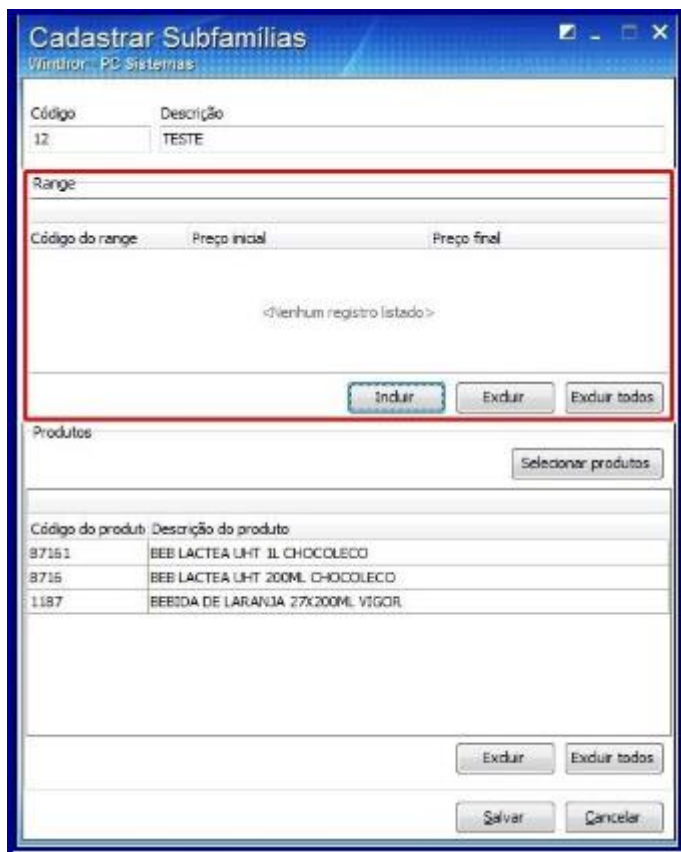 Cadastrar Subfamílias
Winthor - PC Sistemas
Código Descrição
12 TESTE
Range
Código do range Preço inicial Preço final
<Nenhum registro listado>
Incluir Excluir Excluir todos
Produtos
Selecionar produtos
Código do produt Descrição do produto
87161 BEB LACTEA UHT 1L CHOCOLECO
8716 BEB LACTEA UHT 200ML CHOCOLECO
1187 BEBIDA DE LARANJA 27X200ML VIGOR
Excluir Excluir todos
Salvar Cancelar